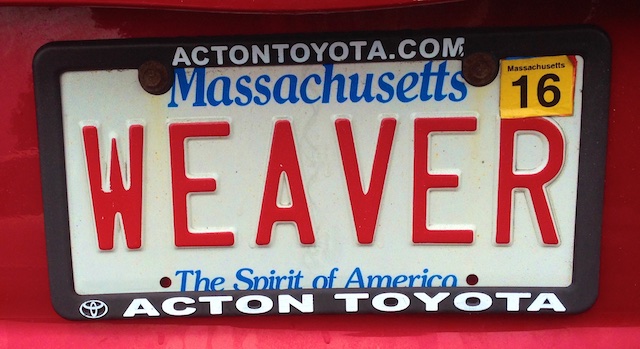 ACTONTOYOTA.COM
Massachusetts
Massachusetts
16
WEAVER
The Spirit of America
ACTON TOYOTA